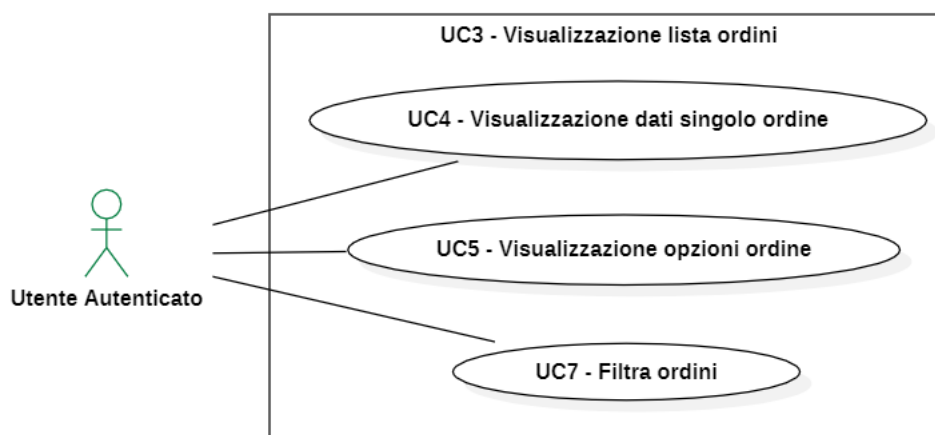 UC3 - Visualizzazione lista ordini
UC4 - Visualizzazione dati singolo ordine
UC5 - Visualizzazione opzioni ordine
Utente Autenticato
UC7 - Filtra ordini